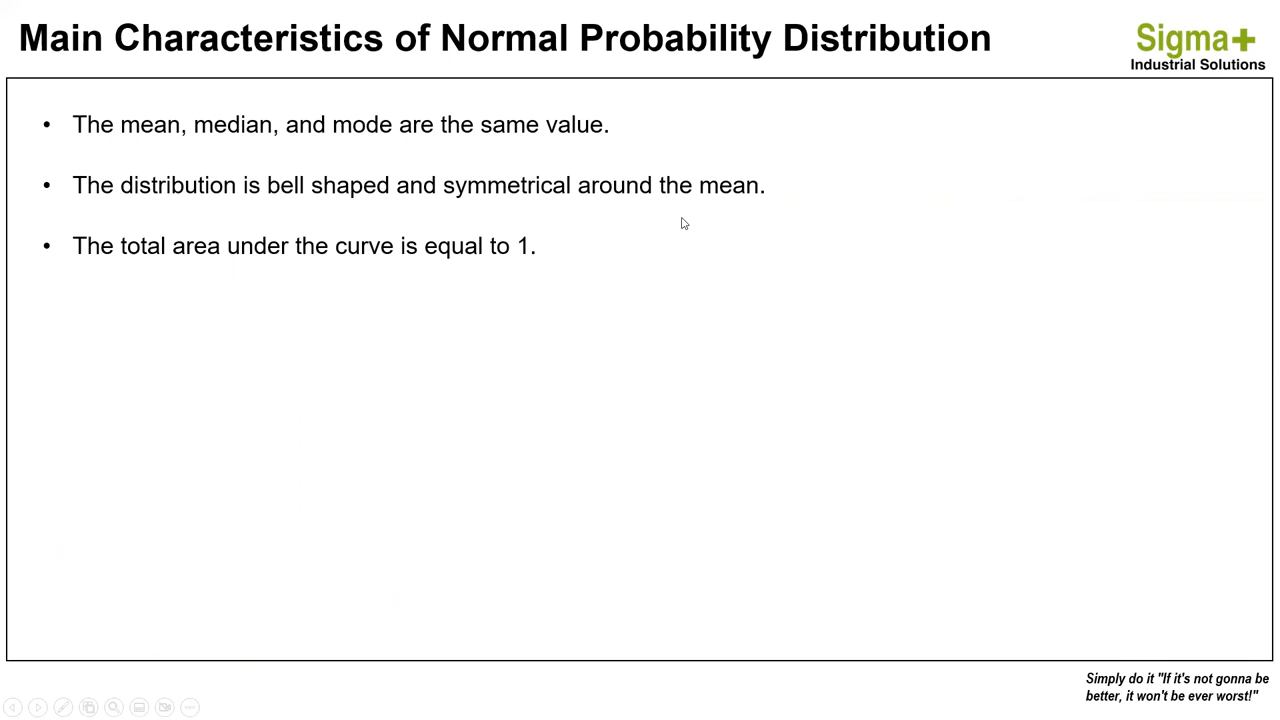 Main Characteristics of Normal Probability Distribution
Sigma+
Industrial Solutions
• The mean, median, and mode are the same value.
• The distribution is bell shaped and symmetrical around the mean.
• The total area under the curve is equal to 1.
Simply do it "If it's not gonna be
better, it won't be ever worst!"